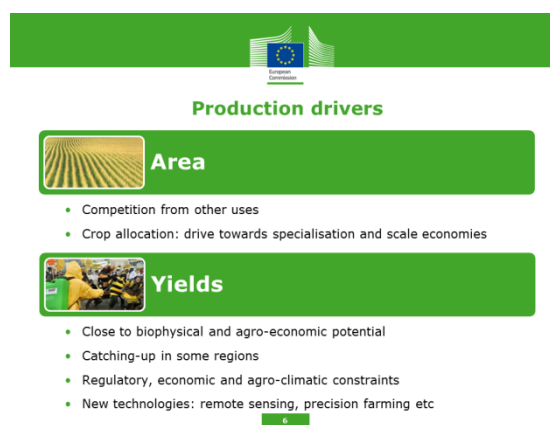 European
Commission
Production drivers
Area
• Competition from other uses
• Crop allocation: drive towards specialisation and scale economies
Yields
• Close to biophysical and agro-economic potential
• Catching-up in some regions
• Regulatory, economic and agro-climatic constraints
• New technologies: remote sensing, precision farming etc
6